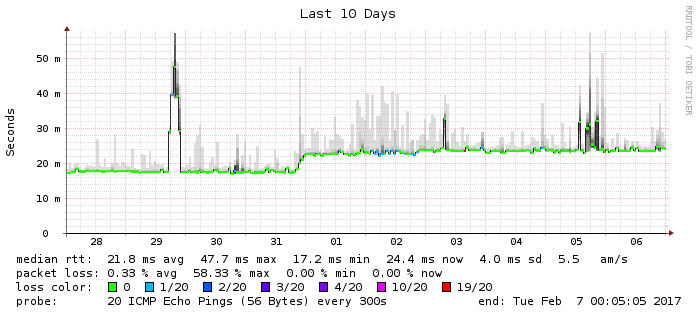 Last 10 Days
RRDTOOL / TOBI OETIKER
Seconds
50 m
40 m
30 m
20 m
10 m
0
28 29 30 31 01 02 03 04 05 06
median rtt: 21.8 ms avg 47.7 ms max 17.2 ms min 24.4 ms now 4.0 ms sd 5.5 am/s
packet loss: 0.33 % avg 58.33 % max 0.00 % min 0.00 % now
loss color: 0 1/20 2/20 3/20 4/20 10/20 19/20
probe: 20 ICMP Echo Pings (56 Bytes) every 300s end: Tue Feb 7 00:05:05 2017